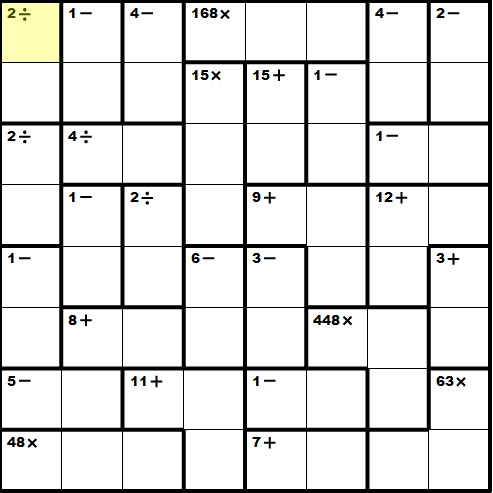 2÷ 1− 4− 168× 4− 2−
15× 15+ 1−
2÷ 4÷ 1−
1− 2÷ 9+ 12+
1− 6− 3− 3+
8+ 448×
5− 11+ 1− 63×
48× 7+